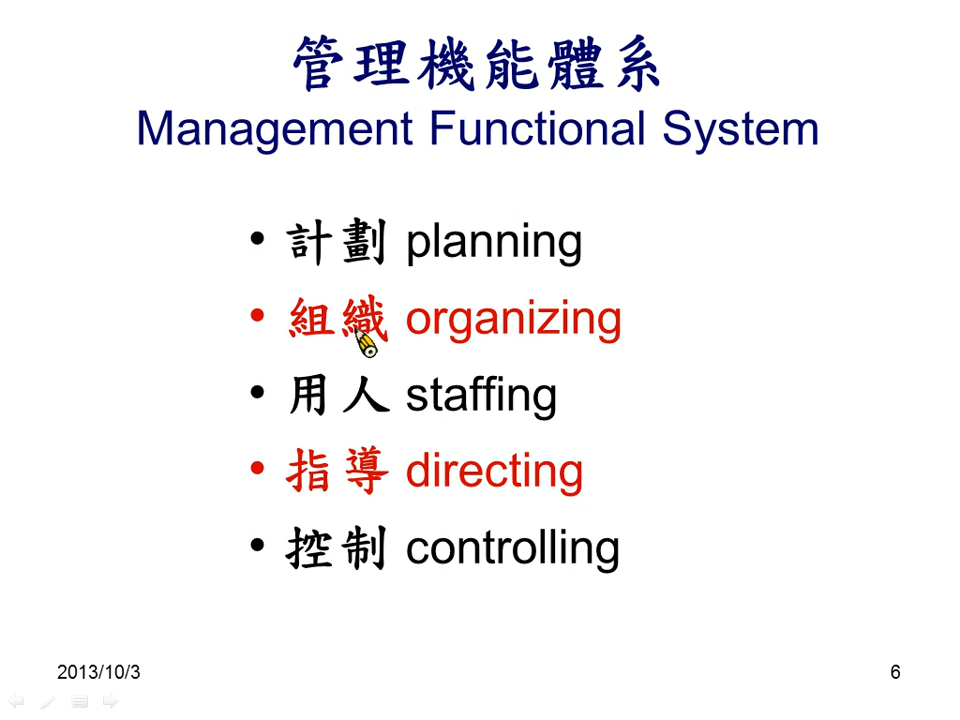 管理機能體系
Management Functional System
• 計劃 planning
• 組織 organizing
• 用人 staffing
• 指導 directing
• 控制 controlling
2013/10/3
6